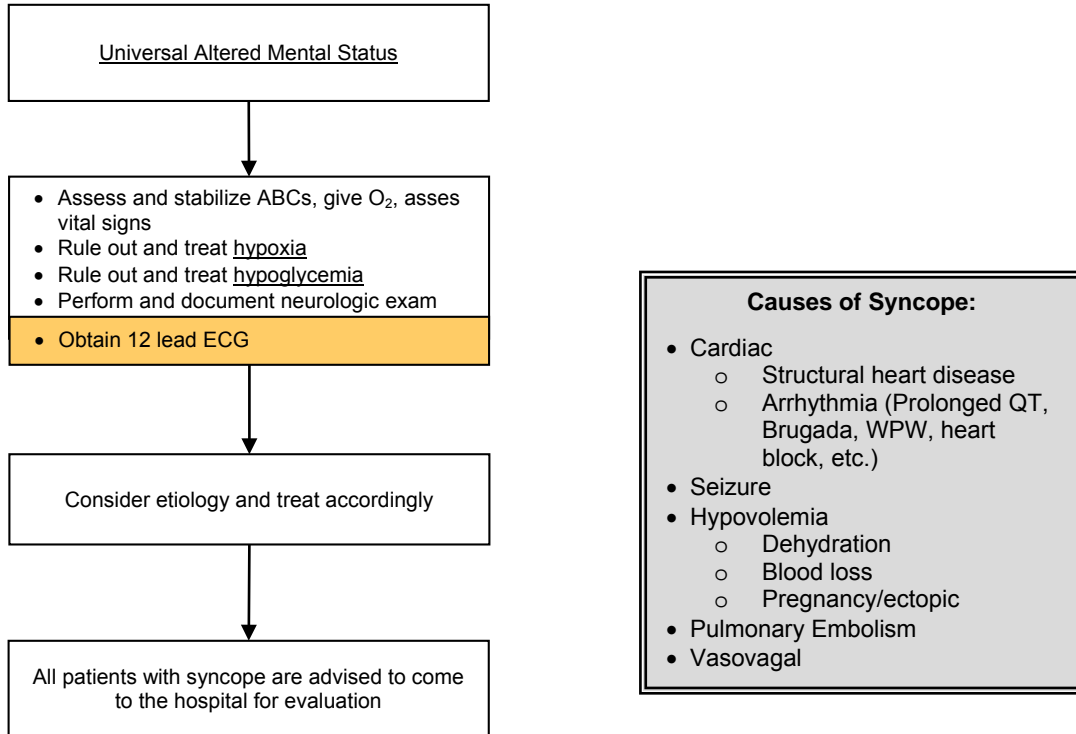 Universal Altered Mental Status
• Assess and stabilize ABCs, give O₂, asses
vital signs
• Rule out and treat hypoxia
• Rule out and treat hypoglycemia
• Perform and document neurologic exam
• Obtain 12 lead ECG
Consider etiology and treat accordingly
All patients with syncope are advised to come
to the hospital for evaluation
Causes of Syncope:
• Cardiac
o Structural heart disease
o Arrhythmia (Prolonged QT,
Brugada, WPW, heart
block, etc.)
• Seizure
• Hypovolemia
o Dehydration
o Blood loss
o Pregnancy/ectopic
• Pulmonary Embolism
• Vasovagal